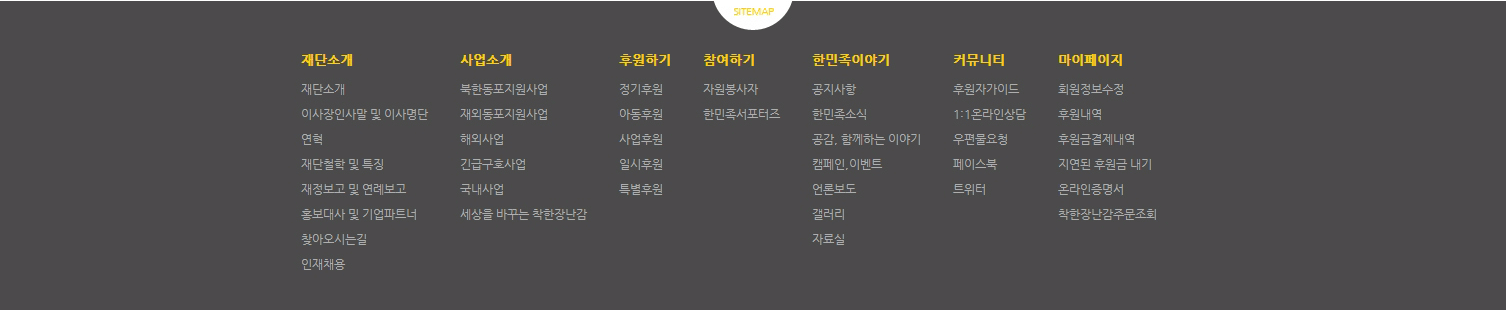 SITEMAP
재단소개
재단소개
이사장인사말 및 이사명단
연혁
재단철학 및 특징
재정보고 및 연례보고
홍보대사 및 기업파트너
찾아오시는길
인재채용
사업소개
북한동포지원사업
재외동포지원사업
해외사업
긴급구호사업
국내사업
세상을 바꾸는 착한장난감
후원하기
정기후원
아동후원
사업후원
일시후원
특별후원
참여하기
자원봉사자
한민족서포터즈
한민족이야기
공지사항
한민족소식
공감, 함께하는 이야기
캠페인,이벤트
언론보도
갤러리
자료실
커뮤니티
후원자가이드
1:1온라인상담
우편물요청
페이스북
트위터
마이페이지
회원정보수정
후원내역
후원금결제내역
지연된 후원금 내기
온라인증명서
착한장난감주문조회